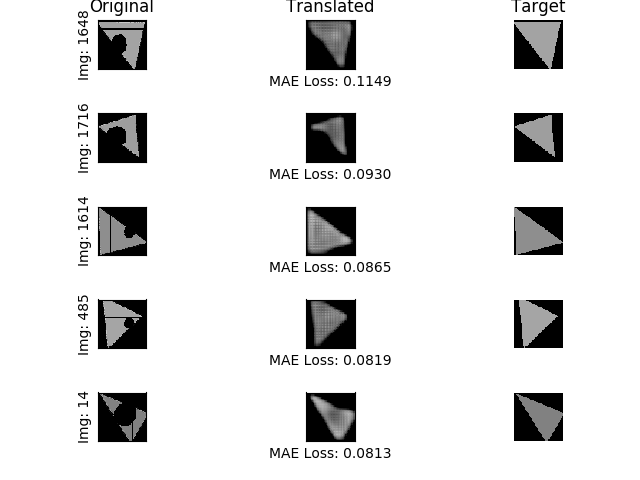 Original Translated Target
Img: 1648
MAE Loss: 0.1149
Img: 1716
MAE Loss: 0.0930
Img: 1614
MAE Loss: 0.0865
Img: 485
MAE Loss: 0.0819
Img: 14
MAE Loss: 0.0813